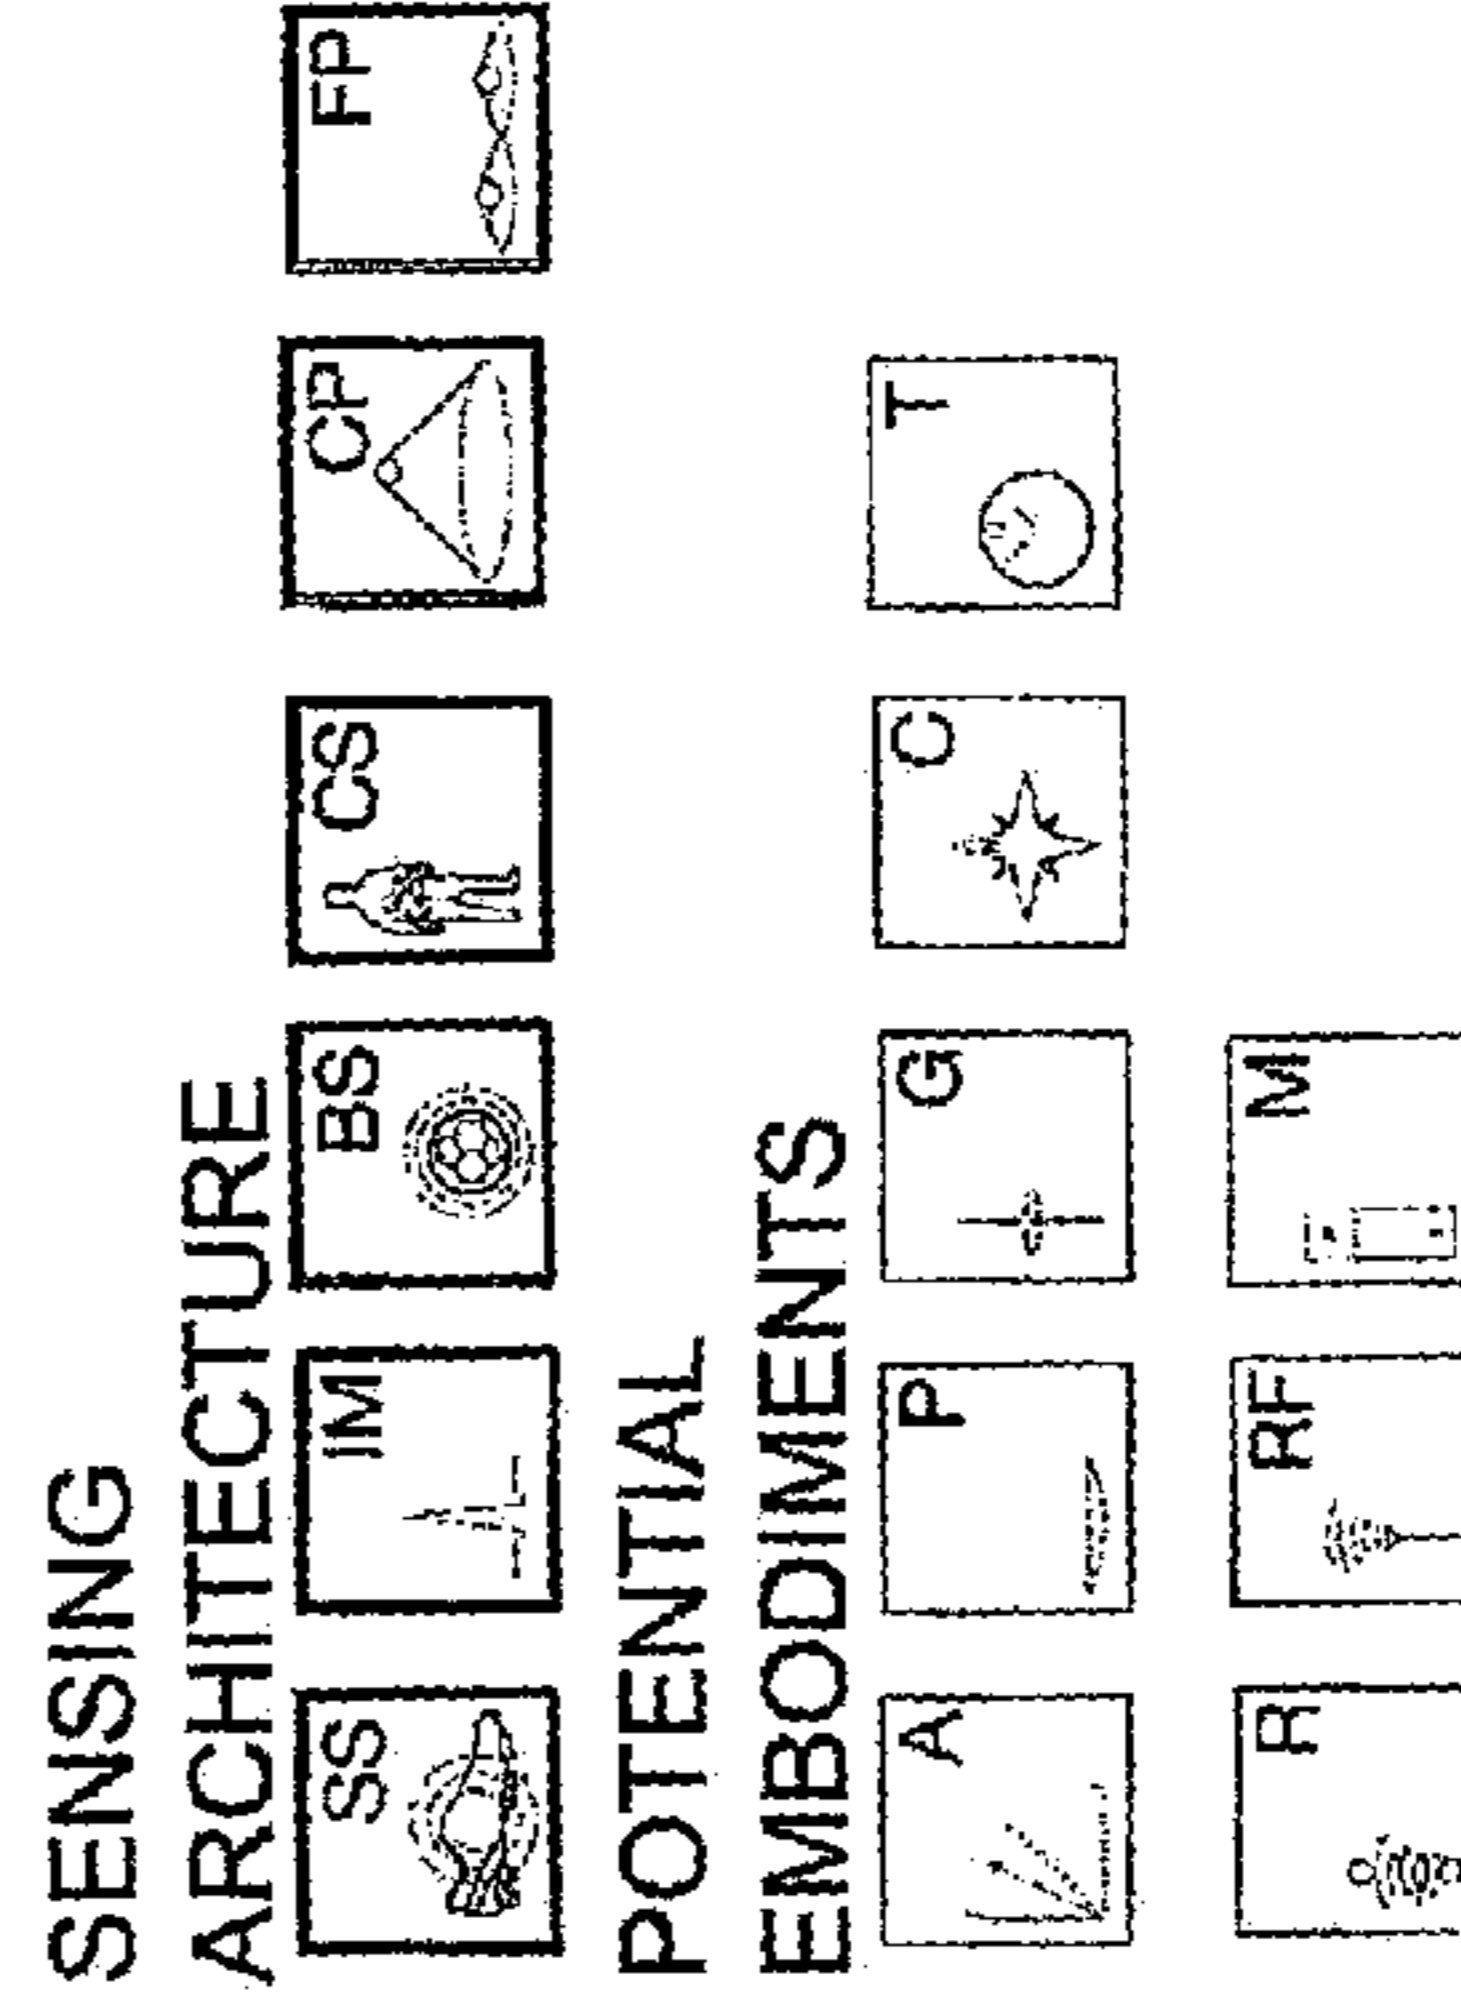 SENSING
ARCHITECTURE
SS IM BS CS CP FP
POTENTIAL
EMBODIMENTS
A P G C T
R RF M